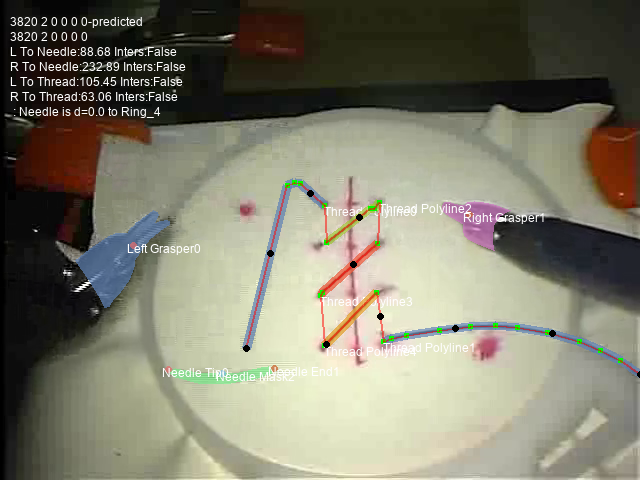 3820 2 0 0 0 0-predicted
3820 2 0 0 0 0
L To Needle:88.68 Inters:False
R To Needle:232.89 Inters:False
L To Thread:105.45 Inters:False
R To Thread:63.06 Inters:False
: Needle is d=0.0 to Ring_4
Thread Polyline2
Right Grasper1
Left Grasper0
Polyline3
Thread Polyline1
Needle Tip0
Needle Mask2
Needle End1